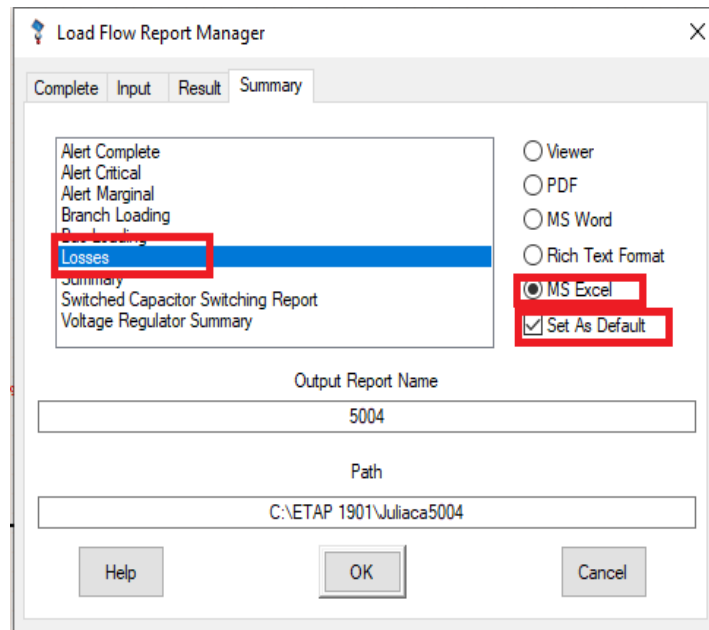 Load Flow Report Manager
Complete Input Result Summary
Alert Complete
Alert Critical
Alert Marginal
Branch Loading
Bus Loading
Losses
Summary
Switched Capacitor Switching Report
Voltage Regulator Summary
Viewer
PDF
MS Word
Rich Text Format
MS Excel
Set As Default
Output Report Name
5004
Path
C:\ETAP 1901\Juliaca5004
Help OK Cancel